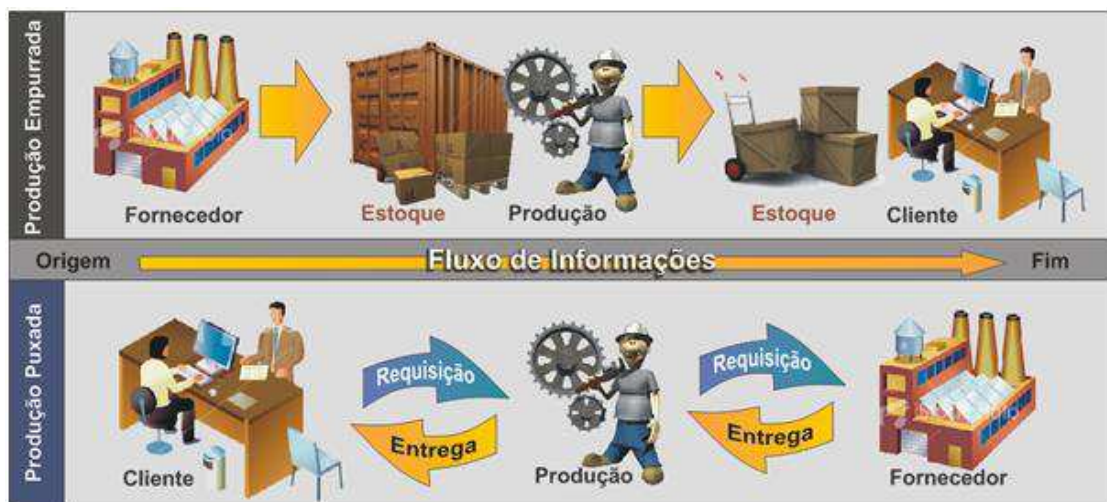 Produção Empurrada
Fornecedor
Estoque
Produção
Estoque
Cliente
Origem
Fluxo de Informações
Fim
Produção Puxada
Cliente
Requisição
Entrega
Produção
Requisição
Entrega
Fornecedor